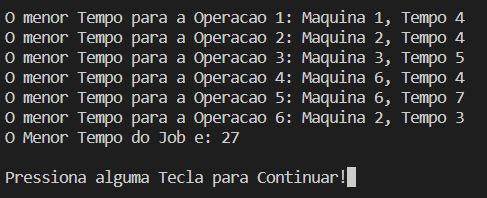 O menor Tempo para a Operacao 1: Maquina 1, Tempo 4
O menor Tempo para a Operacao 2: Maquina 2, Tempo 4
O menor Tempo para a Operacao 3: Maquina 3, Tempo 5
O menor Tempo para a Operacao 4: Maquina 6, Tempo 4
O menor Tempo para a Operacao 5: Maquina 6, Tempo 7
O menor Tempo para a Operacao 6: Maquina 2, Tempo 3
O Menor Tempo do Job e: 27
Pressiona alguma Tecla para Continuar!